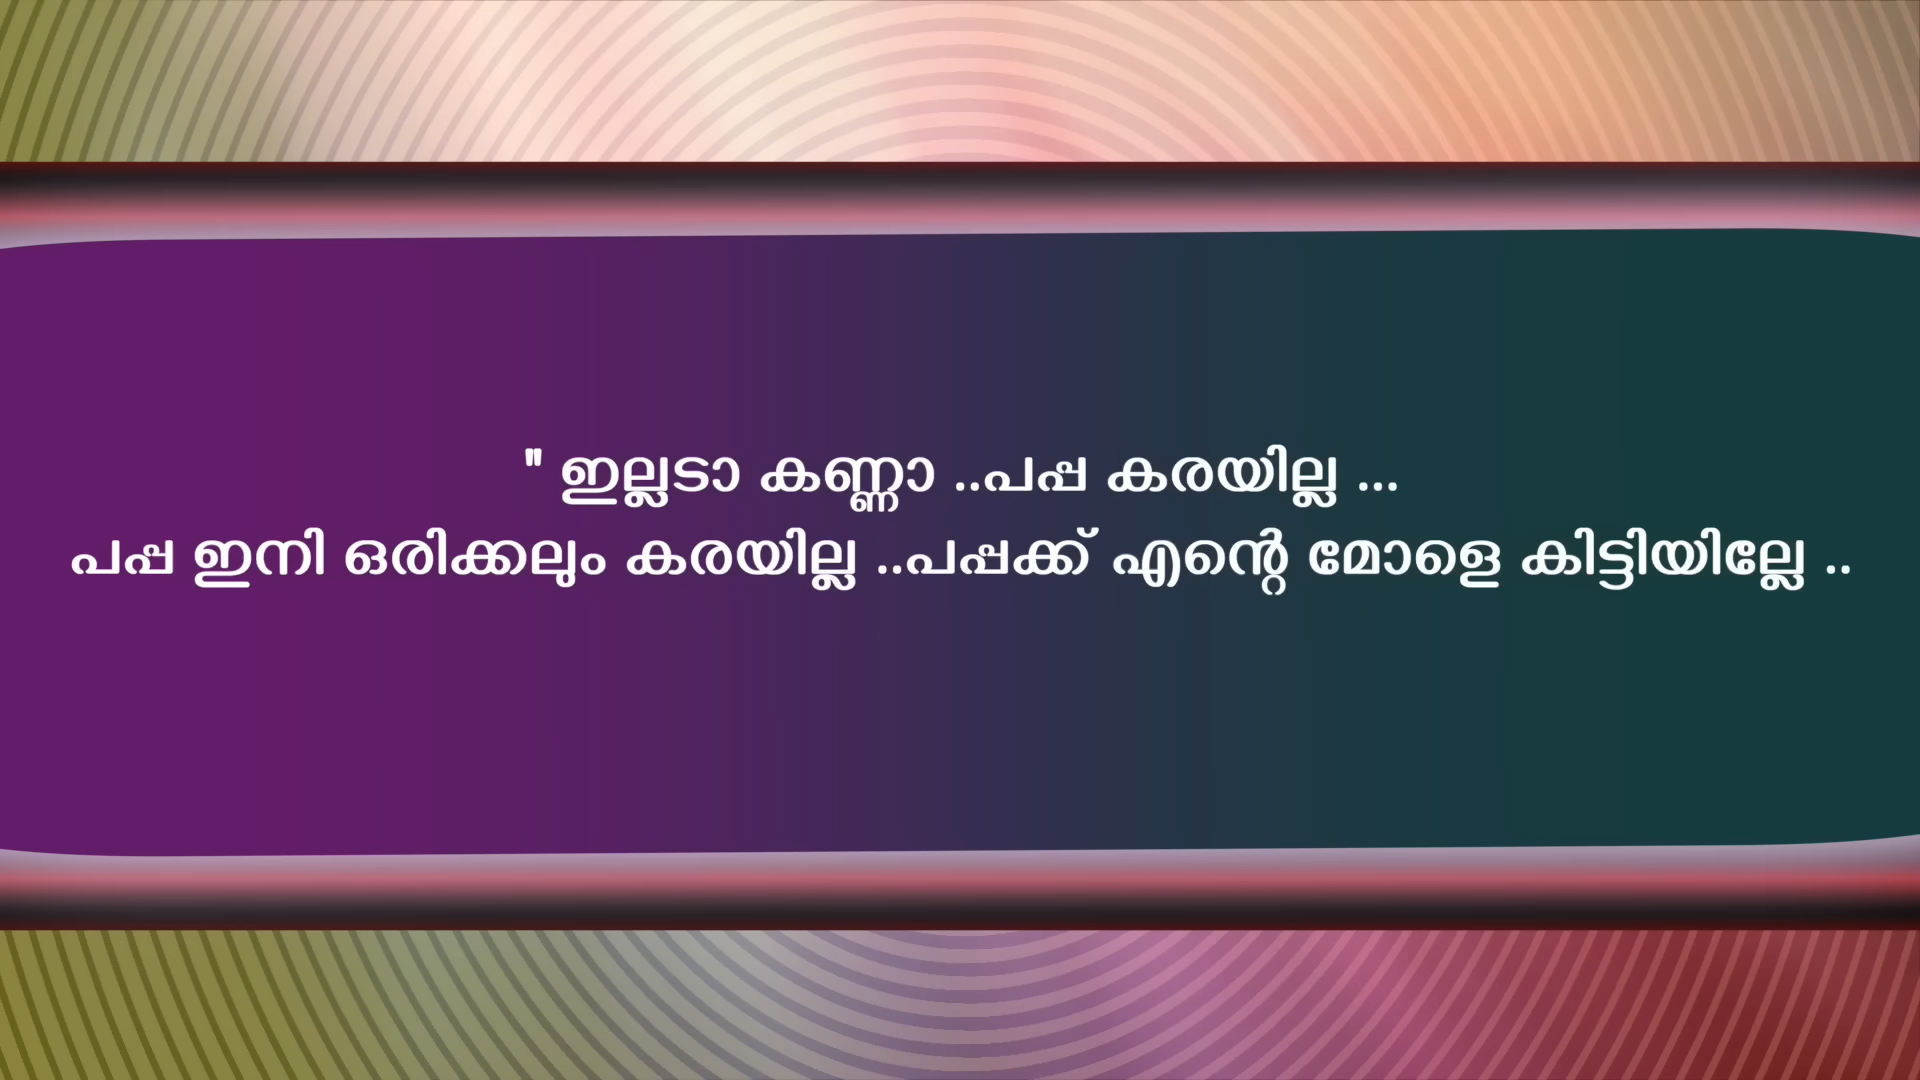 " ഇല്ലടാ കണ്ണാ ..പപ്പ കരയില്ല ...
പപ്പ ഇനി ഒരിക്കലും കരയില്ല ..പപ്പക്ക് എന്റെ മോളെ കിട്ടിയില്ലേ ..